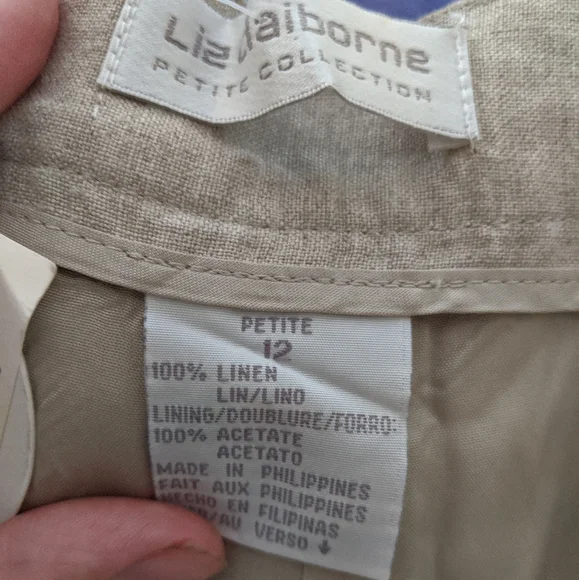 Liz Claiborne
PETITE COLLECTION
PETITE
12
100% LINEN
LIN/LINO
LINING/DOUBLURE/FORRO:
100% ACETATE
ACETATO
MADE IN PHILIPPINES
FAIT AUX PHILIPPINES
HECHO EN FILIPINAS
/AU VERSO ↓